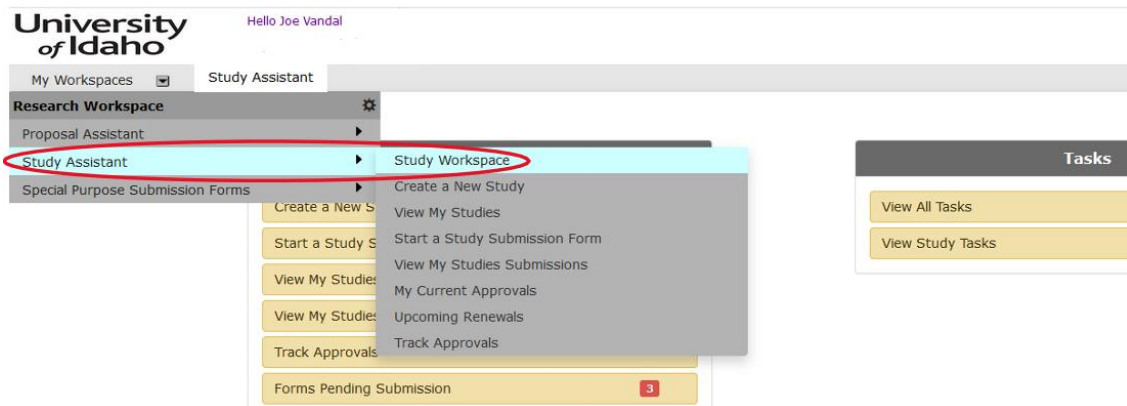 University
of Idaho
Hello Joe Vandal
My Workspaces
Study Assistant
Research Workspace
Proposal Assistant
Study Assistant
Special Purpose Submission Forms
Study Workspace
Create a New Study
View My Studies
Start a Study Submission Form
View My Studies Submissions
My Current Approvals
Upcoming Renewals
Track Approvals
Create a New S
Start a Study S
View My Studies
View My Studies
Track Approvals
Forms Pending Submission 3
Tasks
View All Tasks
View Study Tasks